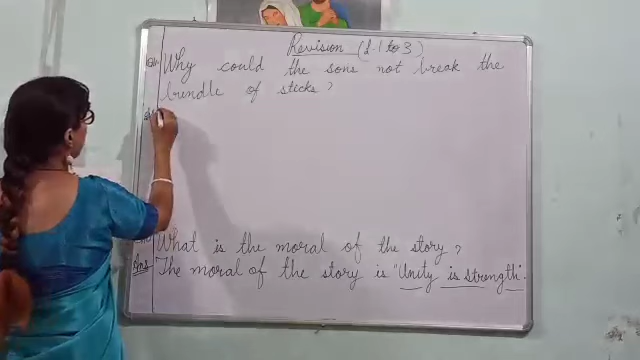 Revision (L.1 to 3)
Why could the sons not break the
bundle of sticks ?
What is the moral of the story ?
Ans The moral of the story is "Unity is strength".